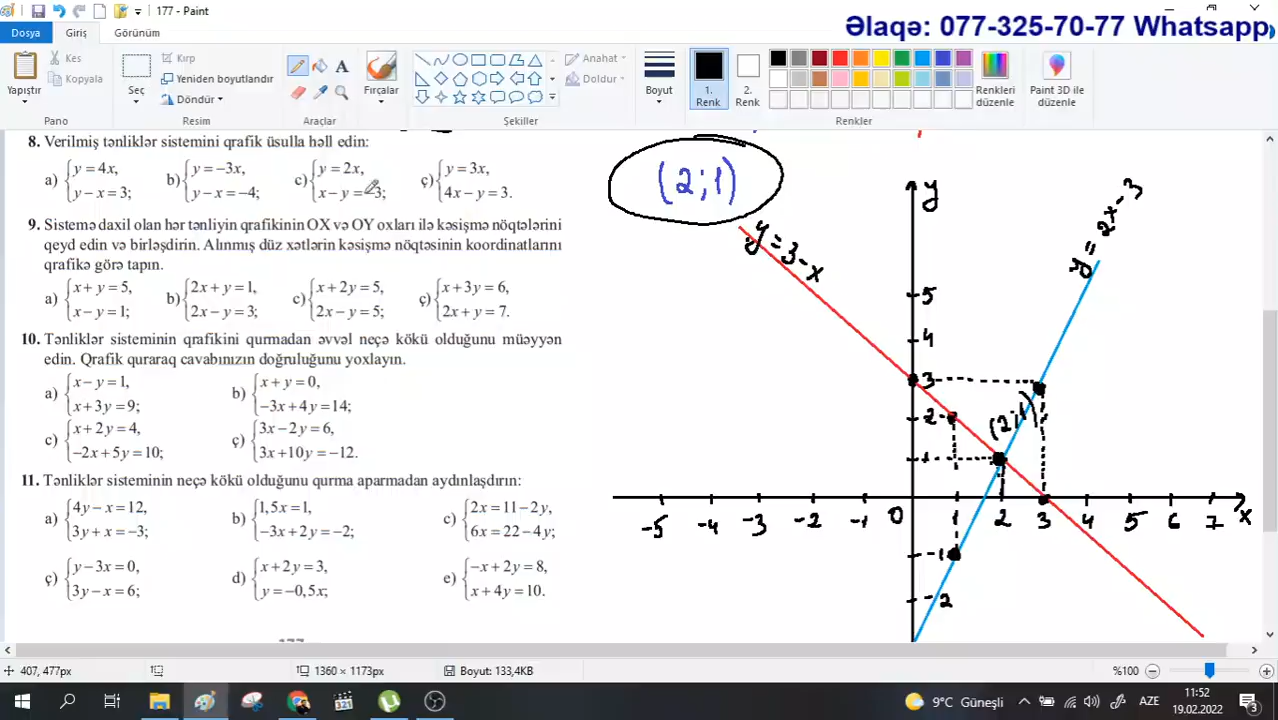 177 - Paint
Əlaqə: 077-325-70-77 Whatsapp
Dosya Giriş Görünüm
Yapıştır
Kes
Kopyala
Pano
Seç
Kırp
Yeniden boyutlandır
Döndür
Resim
A
Araçlar
Fırçalar
Anahat
Doldur
Şekiller
Boyut
1. Renk
2. Renk
Renkler
Renkleri düzenle
Paint 3D ile düzenle
8. Verilmiş tənliklər sistemini qrafik üsulla həll edin:
a) {y = 4x, b) {y = −3x, c) {y = 2x, ç) {y = 3x,
y − x = 3; y − x = −4; x − y = 3; 4x − y = 3.
9. Sistemə daxil olan hər tənliyin qrafikinin OX və OY oxları ilə kəsişmə nöqtələrini
qeyd edin və birləşdirin. Alınmış düz xətlərin kəsişmə nöqtəsinin koordinatlarını
qrafikə görə tapın.
a) {x + y = 5, b) {2x + y = 1, c) {x + 2y = 5, ç) {x + 3y = 6,
x − y = 1; 2x − y = 3; 2x − y = 5; 2x + y = 7.
10. Tənliklər sisteminin qrafikini qurmadan əvvəl neçə kökü olduğunu müəyyən
edin. Qrafik quraraq cavabınızın doğruluğunu yoxlayın.
a) {x − y = 1, b) {x + y = 0,
x + 3y = 9; −3x + 4y = 14;
c) {x + 2y = 4, ç) {3x − 2y = 6,
−2x + 5y = 10; 3x + 10y = −12.
11. Tənliklər sisteminin neçə kökü olduğunu qurma aparmadan aydınlaşdırın:
a) {4y − x = 12, b) {1,5x = 1, c) {2x = 11 − 2y,
3y + x = −3; −3x + 2y = −2; 6x = 22 − 4y;
ç) {y − 3x = 0, d) {x + 2y = 3, e) {−x + 2y = 8,
3y − x = 6; y = −0,5x; x + 4y = 10.
(2;1)
y = 3 - x
y
y = 2x - 3
5
4
3
2
(2;1)
1
-5 -4 -3 -2 -1 0 1 2 3 4 5 6 7 x
-1
-2
407, 477px
1360 × 1173px
Boyut: 133,4KB
%100
9°C Güneşli
AZE
11:52
19.02.2022
3